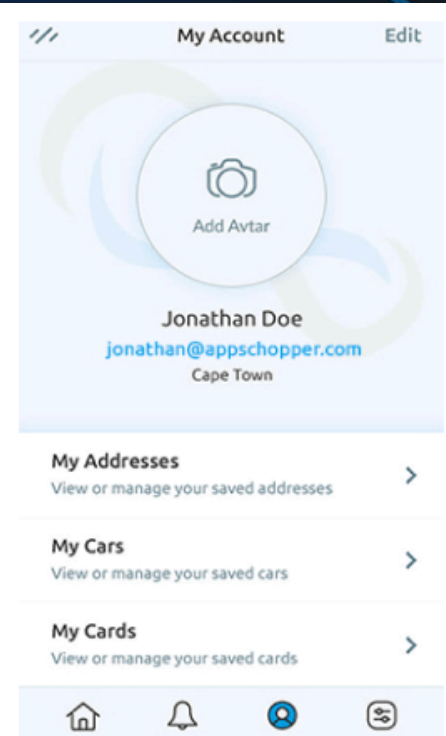 My Account
Edit
Add Avtar
Jonathan Doe
jonathan@appschopper.com
Cape Town
My Addresses
View or manage your saved addresses
My Cars
View or manage your saved cars
My Cards
View or manage your saved cards